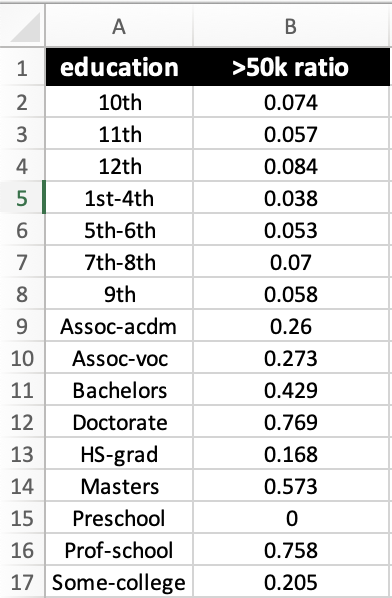 A B
1 education >50k ratio
2 10th 0.074
3 11th 0.057
4 12th 0.084
5 1st-4th 0.038
6 5th-6th 0.053
7 7th-8th 0.07
8 9th 0.058
9 Assoc-acdm 0.26
10 Assoc-voc 0.273
11 Bachelors 0.429
12 Doctorate 0.769
13 HS-grad 0.168
14 Masters 0.573
15 Preschool 0
16 Prof-school 0.758
17 Some-college 0.205